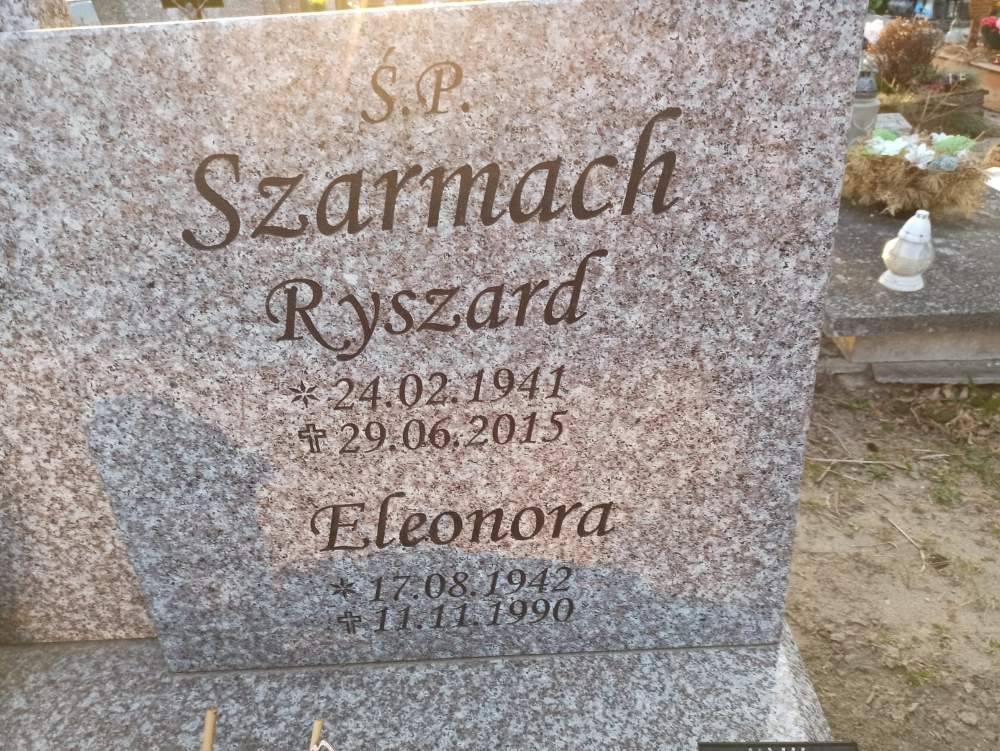 Ś.P.
Szarmach
Ryszard
* 24.02.1941
✝ 29.06.2015
Eleonora
* 17.08.1942
✝ 11.11.1990